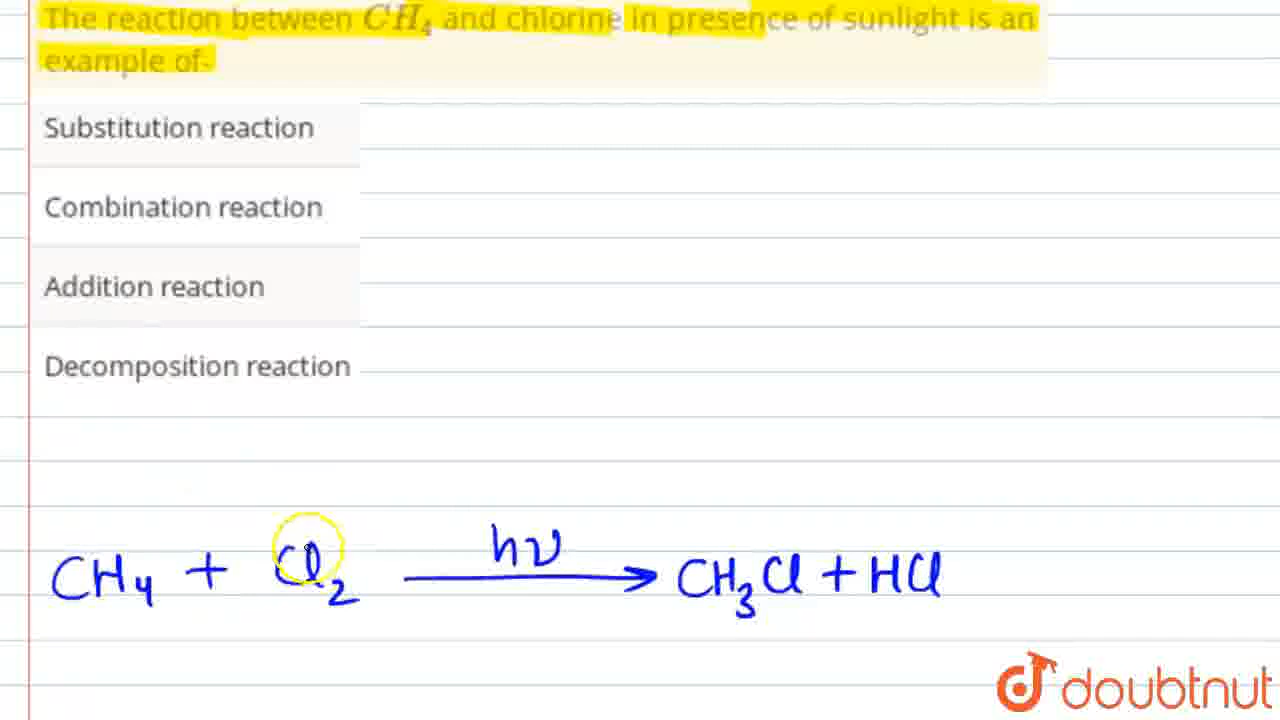 The reaction between CH₄ and chlorine in presence of sunlight is an
example of-
Substitution reaction
Combination reaction
Addition reaction
Decomposition reaction
hν
CH₄ + Cl₂ ⟶ CH₃Cl + HCl
doubtnut